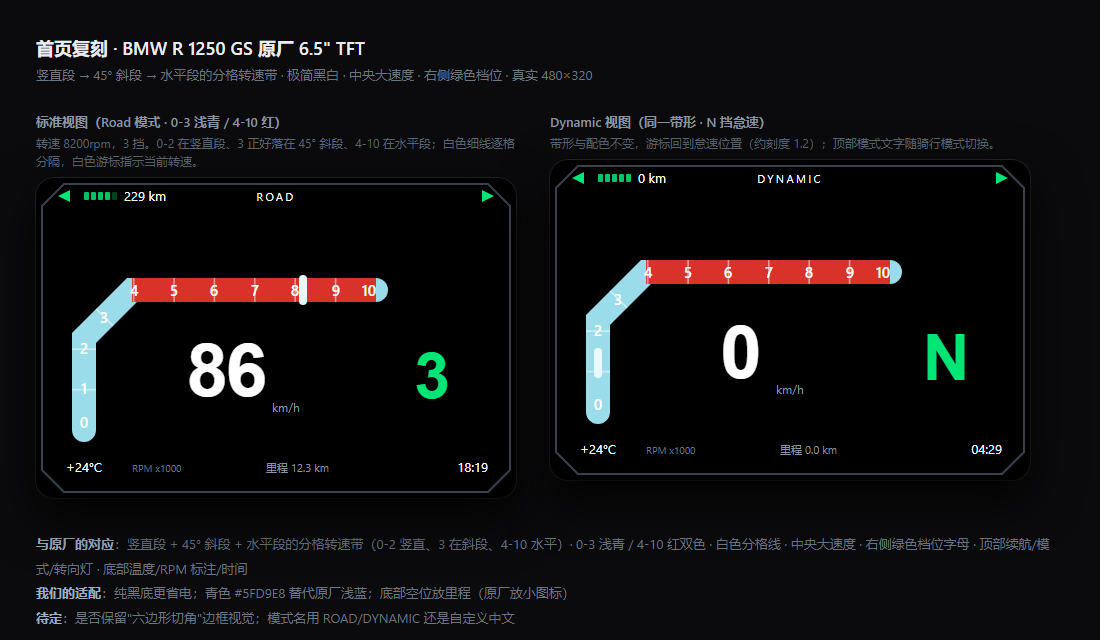 首页复刻 · BMW R 1250 GS 原厂 6.5" TFT
竖直段 → 45° 斜段 → 水平段的分格转速带 · 极简黑白 · 中央大速度 · 右侧绿色档位 · 真实 480×320
标准视图（Road 模式 · 0-3 浅青 / 4-10 红）
转速 8200rpm，3 挡。0-2 在竖直段、3 正好落在 45° 斜段、4-10 在水平段；白色细线逐格
分隔，白色游标指示当前转速。
229 km
ROAD
4 5 6 7 8 9 10
3
2
1
0
86
km/h
3
+24°C
RPM x1000
里程 12.3 km
18:19
Dynamic 视图（同一带形 · N 挡怠速）
带形与配色不变，游标回到怠速位置（约刻度 1.2）；顶部模式文字随骑行模式切换。
0 km
DYNAMIC
4 5 6 7 8 9 10
3
2
0
0
km/h
N
+24°C
RPM x1000
里程 0.0 km
04:29
与原厂的对应：竖直段 + 45° 斜段 + 水平段的分格转速带（0-2 竖直、3 在斜段、4-10 水平）· 0-3 浅青 / 4-10 红双色 · 白色分格线 · 中央大速度 · 右侧绿色档位字母 · 顶部续航/模
式/转向灯 · 底部温度/RPM 标注/时间
我们的适配：纯黑底更省电；青色 #5FD9E8 替代原厂浅蓝；底部空位放里程（原厂放小图标）
待定：是否保留"六边形切角"边框视觉；模式名用 ROAD/DYNAMIC 还是自定义中文